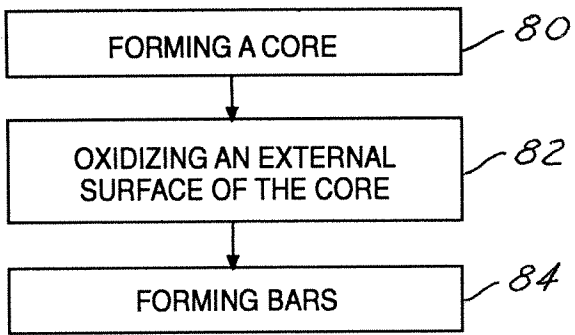 FORMING A CORE
80
OXIDIZING AN EXTERNAL
SURFACE OF THE CORE
82
FORMING BARS
84